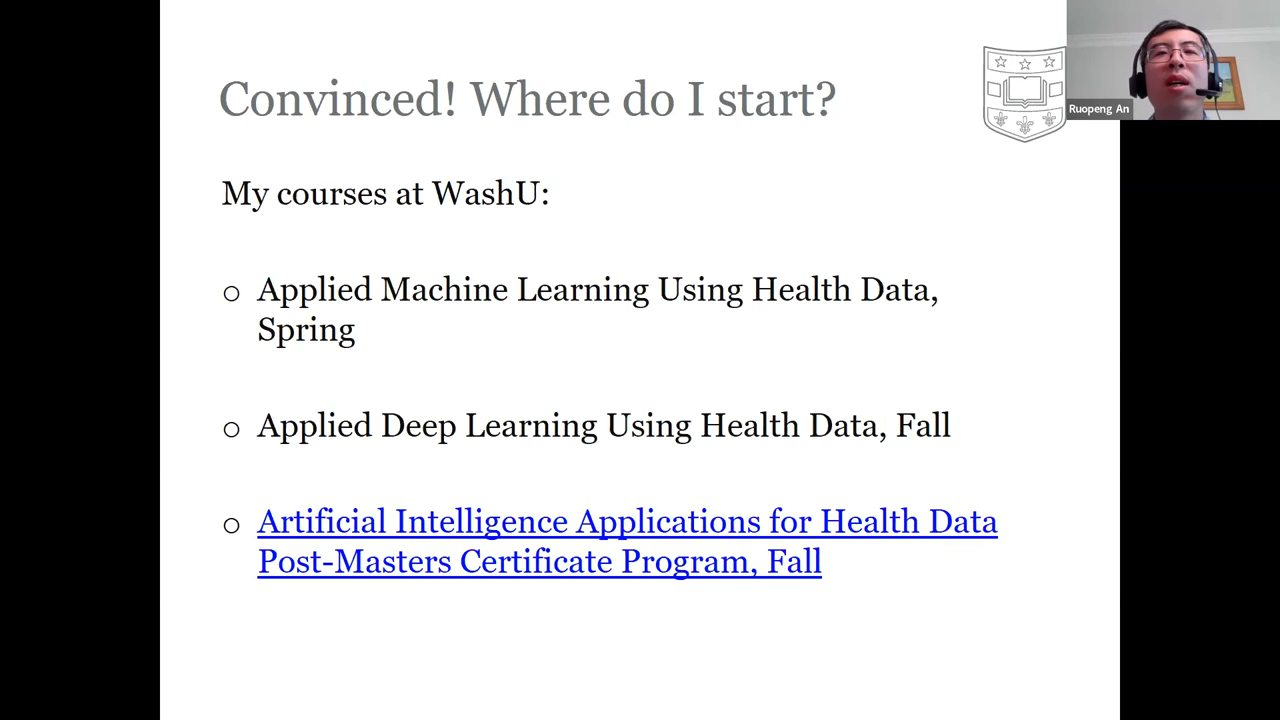 Convinced! Where do I start?
Ruopeng An
My courses at WashU:
o Applied Machine Learning Using Health Data,
Spring
o Applied Deep Learning Using Health Data, Fall
o Artificial Intelligence Applications for Health Data
Post-Masters Certificate Program, Fall